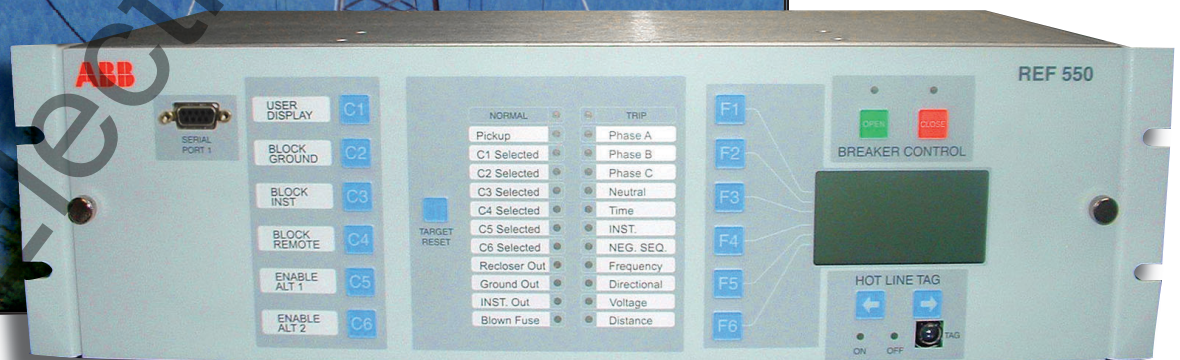 Elect
ABB
REF 550
SERIAL
PORT 1
USER
DISPLAY
C1
BLOCK
GROUND
C2
BLOCK
INST
C3
BLOCK
REMOTE
C4
ENABLE
ALT 1
C5
ENABLE
ALT 2
C6
TARGET
RESET
NORMAL
Pickup
C1 Selected
C2 Selected
C3 Selected
C4 Selected
C5 Selected
C6 Selected
Recloser Out
Ground Out
INST. Out
Blown Fuse
TRIP
Phase A
Phase B
Phase C
Neutral
Time
INST.
NEG. SEQ.
Frequency
Directional
Voltage
Distance
F1
F2
F3
F4
F5
F6
OPEN
CLOSE
BREAKER CONTROL
HOT LINE TAG
ON
OFF
TAG